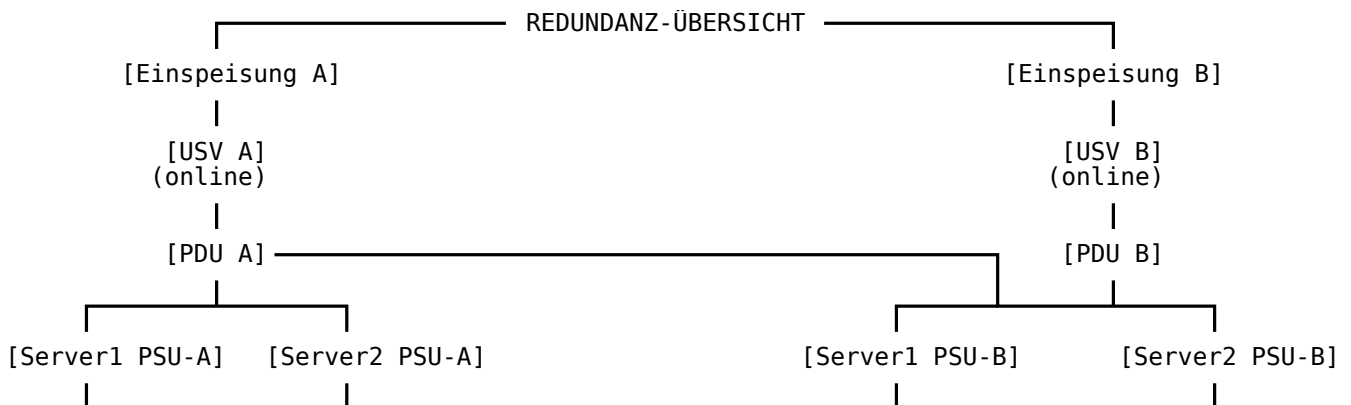 REDUNDANZ-ÜBERSICHT
[Einspeisung A] [Einspeisung B]
[USV A] [USV B]
(online) (online)
[PDU A] [PDU B]
[Server1 PSU-A] [Server2 PSU-A] [Server1 PSU-B] [Server2 PSU-B]